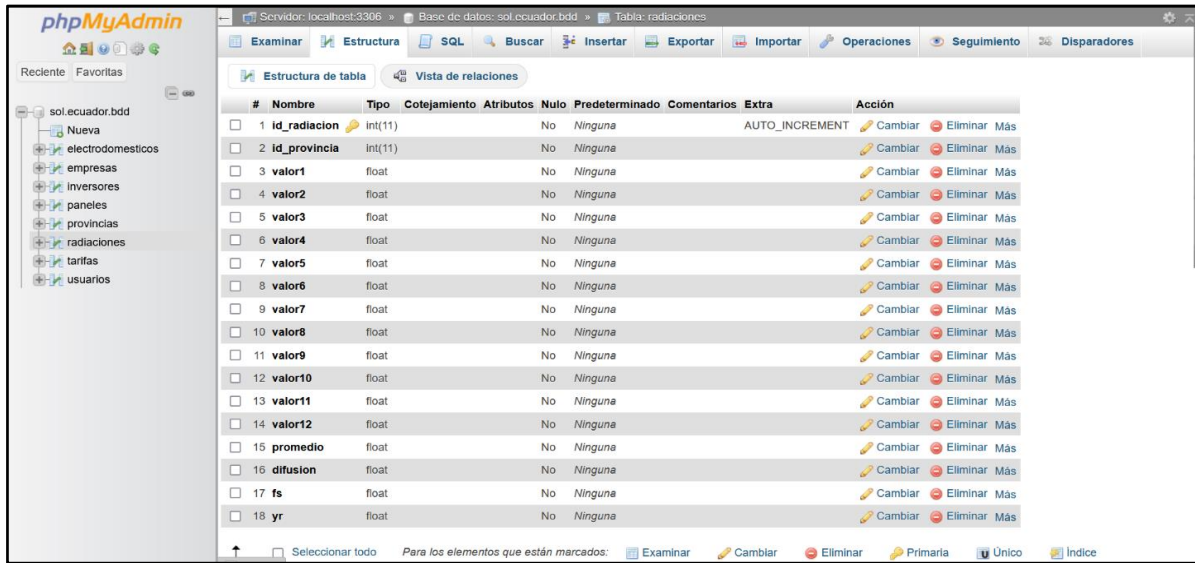 phpMyAdmin
Reciente Favoritas
sol.ecuador.bdd
Nueva
electrodomesticos
empresas
inversores
paneles
provincias
radiaciones
tarifas
usuarios
Servidor: localhost:3306 » Base de datos: sol.ecuador.bdd » Tabla: radiaciones
Examinar Estructura SQL Buscar Insertar Exportar Importar Operaciones Seguimiento Disparadores
Estructura de tabla Vista de relaciones
# Nombre Tipo Cotejamiento Atributos Nulo Predeterminado Comentarios Extra Acción
1 id_radiacion int(11) No Ninguna AUTO_INCREMENT Cambiar Eliminar Más
2 id_provincia int(11) No Ninguna Cambiar Eliminar Más
3 valor1 float No Ninguna Cambiar Eliminar Más
4 valor2 float No Ninguna Cambiar Eliminar Más
5 valor3 float No Ninguna Cambiar Eliminar Más
6 valor4 float No Ninguna Cambiar Eliminar Más
7 valor5 float No Ninguna Cambiar Eliminar Más
8 valor6 float No Ninguna Cambiar Eliminar Más
9 valor7 float No Ninguna Cambiar Eliminar Más
10 valor8 float No Ninguna Cambiar Eliminar Más
11 valor9 float No Ninguna Cambiar Eliminar Más
12 valor10 float No Ninguna Cambiar Eliminar Más
13 valor11 float No Ninguna Cambiar Eliminar Más
14 valor12 float No Ninguna Cambiar Eliminar Más
15 promedio float No Ninguna Cambiar Eliminar Más
16 difusion float No Ninguna Cambiar Eliminar Más
17 fs float No Ninguna Cambiar Eliminar Más
18 yr float No Ninguna Cambiar Eliminar Más
Seleccionar todo Para los elementos que están marcados: Examinar Cambiar Eliminar Primaria Único Índice